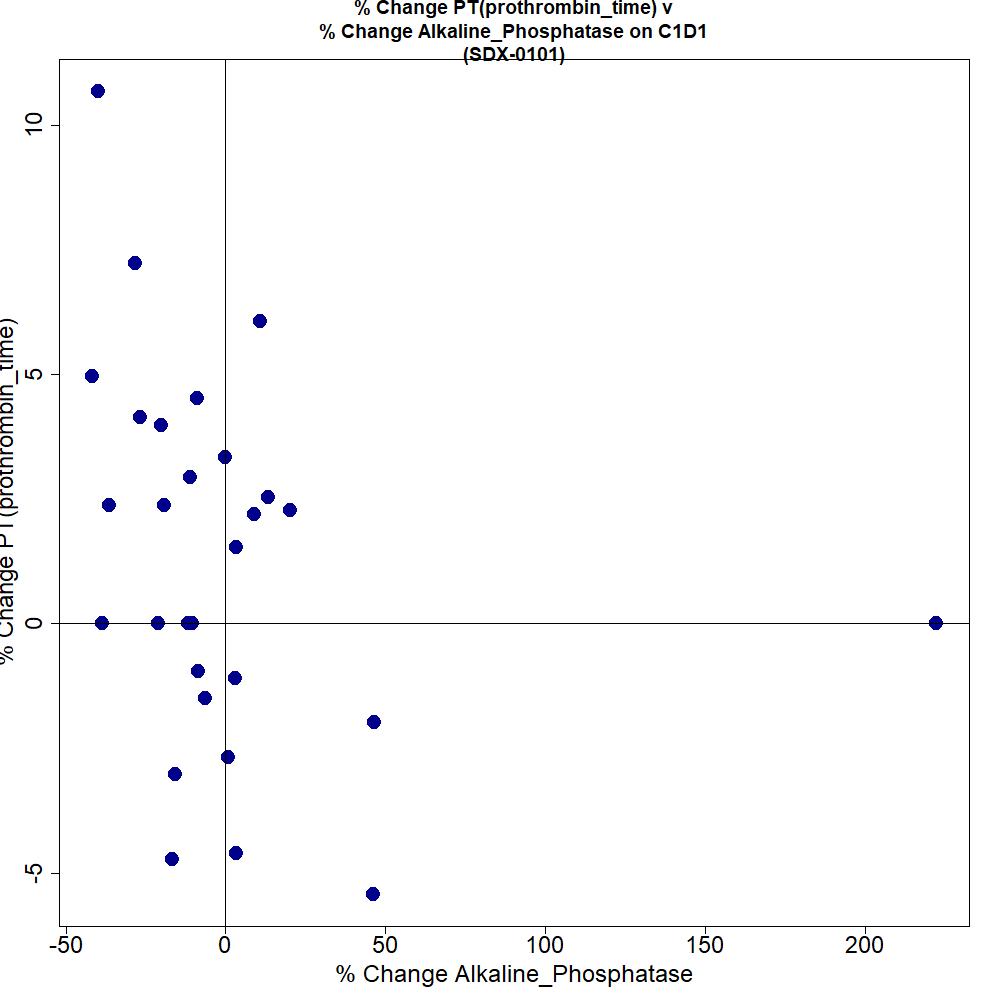 % Change PT(prothrombin_time) v
% Change Alkaline_Phosphatase on C1D1
(SDX-0101)
10
5
0
-5
% Change PT(prothrombin_time)
-50 0 50 100 150 200
% Change Alkaline_Phosphatase